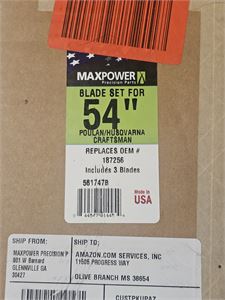 MAXPOWER
Precision Parts
BLADE SET FOR
54"
POULAN/HUSQVARNA
CRAFTSMAN
REPLACES OEM #
187256
Includes 3 Blades
561747B
Made in
USA
SHIP FROM:
MAXPOWER PRECISION P
801 W Barnard
GLENNVILLE GA
30427
SHIP TO:
AMAZON.COM SERVICES, INC
11505 PROGRESS WAY
OLIVE BRANCH MS 38654